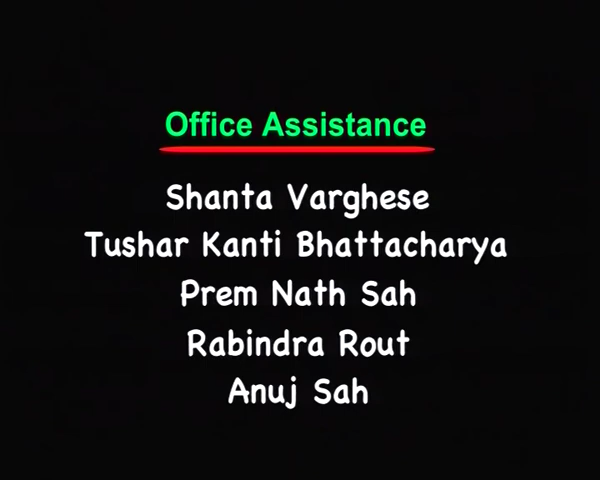 Office Assistance
Shanta Varghese
Tushar Kanti Bhattacharya
Prem Nath Sah
Rabindra Rout
Anuj Sah